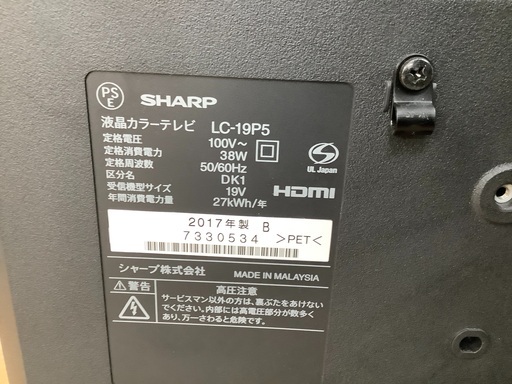 PS
E
SHARP
液晶カラーテレビ LC-19P5
定格電圧 100V～
定格消費電力 38W
定格周波数 50/60Hz
区分名 DK1
受信機型サイズ 19V
年間消費電力量 27kWh/年
UL Japan
HDMI
2017年製 B
7330534 >PET<
シャープ株式会社 MADE IN MALAYSIA
警告 高圧注意
サービスマン以外の方は、裏ぶたをあけない
でください。内部には高電圧部分が数多く
あり、万一さわると危険です。